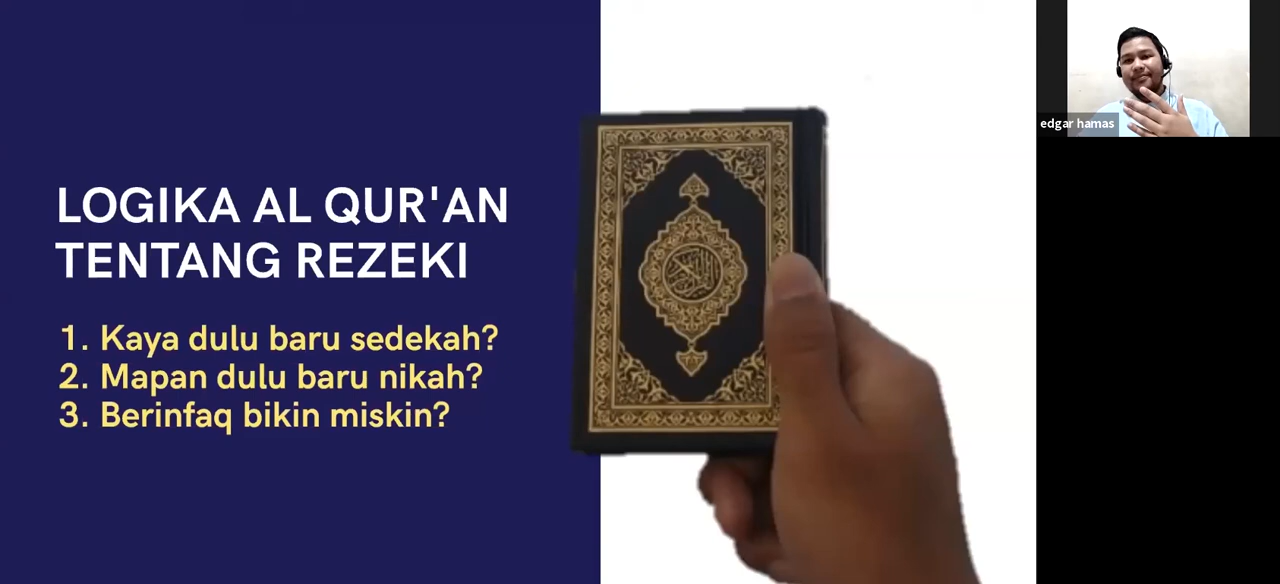 LOGIKA AL QUR'AN
TENTANG REZEKI
1. Kaya dulu baru sedekah?
2. Mapan dulu baru nikah?
3. Berinfaq bikin miskin?
edgar hamas